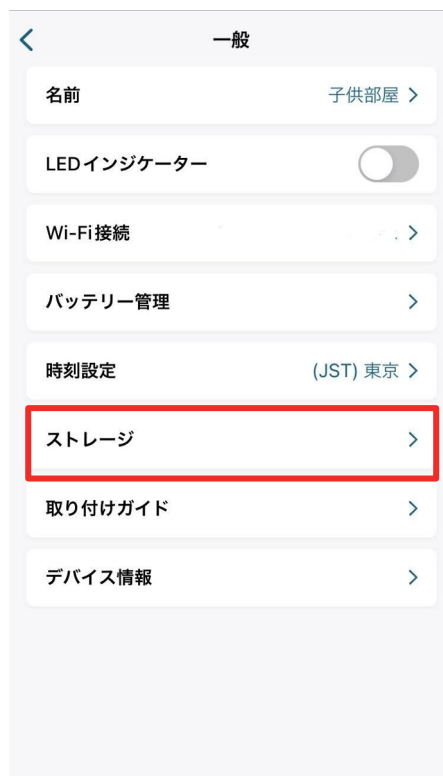 一般
名前 子供部屋
LEDインジケーター
Wi-Fi接続
バッテリー管理
時刻設定 (JST) 東京
ストレージ
取り付けガイド
デバイス情報